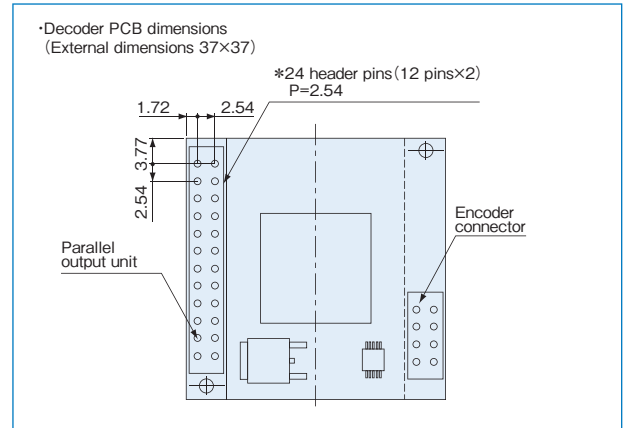 ･Decoder PCB dimensions
（External dimensions 37×37）
*24 header pins（12 pins×2）
P=2.54
1.72
2.54
3.77
2.54
Encoder
connector
Parallel
output unit